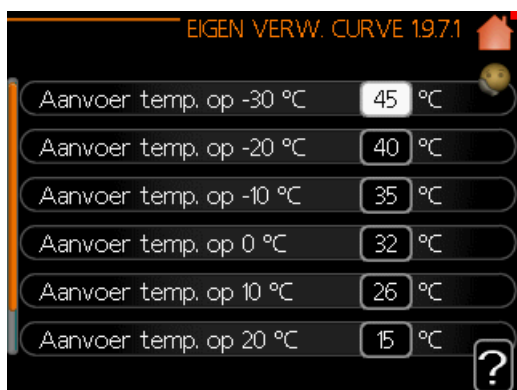 EIGEN VERW. CURVE 1.9.7.1
Aanvoer temp. op -30 °C 45 °C
Aanvoer temp. op -20 °C 40 °C
Aanvoer temp. op -10 °C 35 °C
Aanvoer temp. op 0 °C 32 °C
Aanvoer temp. op 10 °C 26 °C
Aanvoer temp. op 20 °C 15 °C
?